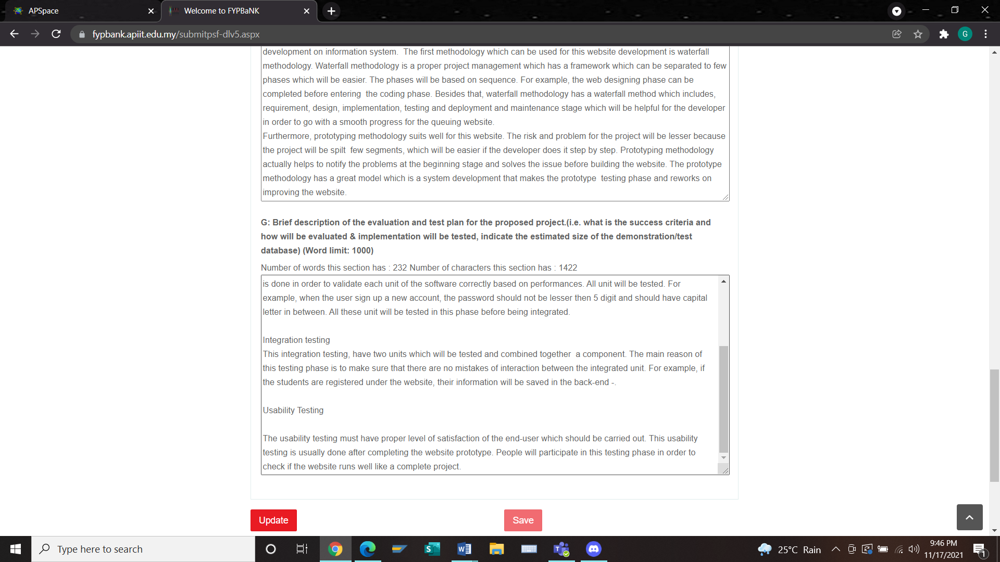 APSpace
Welcome to FYPBaNK
fypbank.apiit.edu.my/submitpsf-dlv5.aspx
G
development on information system.  The first methodology which can be used for this website development is waterfall
methodology. Waterfall methodology is a proper project management which has a framework which can be separated to few
phases which will be easier. The phases will be based on sequence. For example, the web designing phase can be
completed before entering  the coding phase. Besides that, waterfall methodology has a waterfall method which includes,
requirement, design, implementation, testing and deployment and maintenance stage which will be helpful for the developer
in order to go with a smooth progress for the queuing website.
Furthermore, prototyping methodology suits well for this website. The risk and problem for the project will be lesser because
the project will be spilt  few segments, which will be easier if the developer does it step by step. Prototyping methodology
actually helps to notify the problems at the beginning stage and solves the issue before building the website. The prototype
methodology has a great model which is a system development that makes the prototype  testing phase and reworks on
improving the website.
G: Brief description of the evaluation and test plan for the proposed project.(i.e. what is the success criteria and
how will be evaluated & implementation will be tested, indicate the estimated size of the demonstration/test
database) (Word limit: 1000)
Number of words this section has : 232 Number of characters this section has : 1422
is done in order to validate each unit of the software correctly based on performances. All unit will be tested. For
example, when the user sign up a new account, the password should not be lesser then 5 digit and should have capital
letter in between. All these unit will be tested in this phase before being integrated.
Integration testing
This integration testing, have two units which will be tested and combined together  a component. The main reason of
this testing phase is to make sure that there are no mistakes of interaction between the integrated unit. For example, if
the students are registered under the website, their information will be saved in the back-end -.
Usability Testing
The usability testing must have proper level of satisfaction of the end-user which should be carried out. This usability
testing is usually done after completing the website prototype. People will participate in this testing phase in order to
check if the website runs well like a complete project.
Update
Save
Type here to search
25°C Rain
9:46 PM
11/17/2021
1